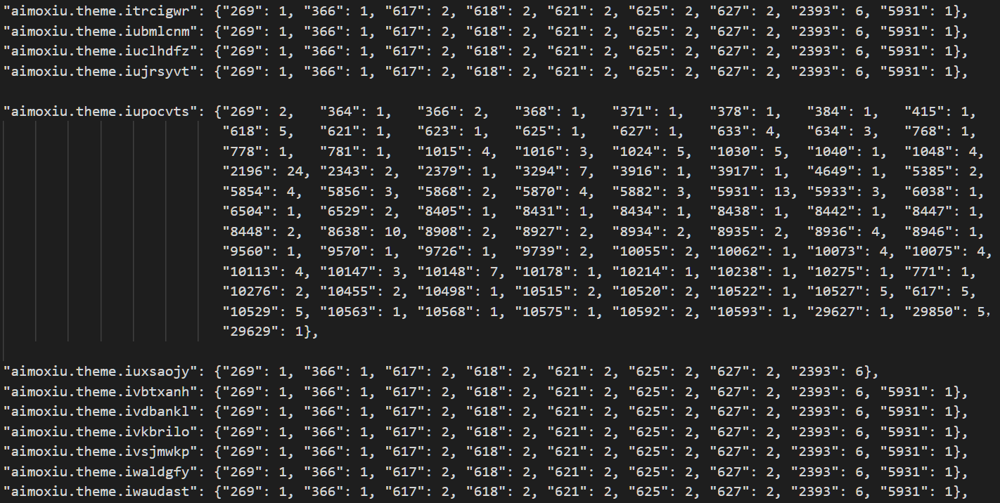 "aimoxiu.theme.itrcigwr": {"269": 1, "366": 1, "617": 2, "618": 2, "621": 2, "625": 2, "627": 2, "2393": 6, "5931": 1},
"aimoxiu.theme.iubmlcnm": {"269": 1, "366": 1, "617": 2, "618": 2, "621": 2, "625": 2, "627": 2, "2393": 6, "5931": 1},
"aimoxiu.theme.iuclhdfz": {"269": 1, "366": 1, "617": 2, "618": 2, "621": 2, "625": 2, "627": 2, "2393": 6, "5931": 1},
"aimoxiu.theme.iujrsyvt": {"269": 1, "366": 1, "617": 2, "618": 2, "621": 2, "625": 2, "627": 2, "2393": 6, "5931": 1},
"aimoxiu.theme.iupocvts": {"269": 2, "364": 1, "366": 2, "368": 1, "371": 1, "378": 1, "384": 1, "415": 1,
"618": 5, "621": 1, "623": 1, "625": 1, "627": 1, "633": 4, "634": 3, "768": 1,
"778": 1, "781": 1, "1015": 4, "1016": 3, "1024": 5, "1030": 5, "1040": 1, "1048": 4,
"2196": 24, "2343": 2, "2379": 1, "3294": 7, "3916": 1, "3917": 1, "4649": 1, "5385": 2,
"5854": 4, "5856": 3, "5868": 2, "5870": 4, "5882": 3, "5931": 13, "5933": 3, "6038": 1,
"6504": 1, "6529": 2, "8405": 1, "8431": 1, "8434": 1, "8438": 1, "8442": 1, "8447": 1,
"8448": 2, "8638": 10, "8908": 2, "8927": 2, "8934": 2, "8935": 2, "8936": 4, "8946": 1,
"9560": 1, "9570": 1, "9726": 1, "9739": 2, "10055": 2, "10062": 1, "10073": 4, "10075": 4,
"10113": 4, "10147": 3, "10148": 7, "10178": 1, "10214": 1, "10238": 1, "10275": 1, "771": 1,
"10276": 2, "10455": 2, "10498": 1, "10515": 2, "10520": 2, "10522": 1, "10527": 5, "617": 5,
"10529": 5, "10563": 1, "10568": 1, "10575": 1, "10592": 2, "10593": 1, "29627": 1, "29850": 5,
"29629": 1},
"aimoxiu.theme.iuxsaojy": {"269": 1, "366": 1, "617": 2, "618": 2, "621": 2, "625": 2, "627": 2, "2393": 6},
"aimoxiu.theme.ivbtxanh": {"269": 1, "366": 1, "617": 2, "618": 2, "621": 2, "625": 2, "627": 2, "2393": 6, "5931": 1},
"aimoxiu.theme.ivdbankl": {"269": 1, "366": 1, "617": 2, "618": 2, "621": 2, "625": 2, "627": 2, "2393": 6, "5931": 1},
"aimoxiu.theme.ivkbrilo": {"269": 1, "366": 1, "617": 2, "618": 2, "621": 2, "625": 2, "627": 2, "2393": 6, "5931": 1},
"aimoxiu.theme.ivsjmwkp": {"269": 1, "366": 1, "617": 2, "618": 2, "621": 2, "625": 2, "627": 2, "2393": 6, "5931": 1},
"aimoxiu.theme.iwaldgfy": {"269": 1, "366": 1, "617": 2, "618": 2, "621": 2, "625": 2, "627": 2, "2393": 6, "5931": 1},
"aimoxiu.theme.iwaudast": {"269": 1, "366": 1, "617": 2, "618": 2, "621": 2, "625": 2, "627": 2, "2393": 6, "5931": 1},